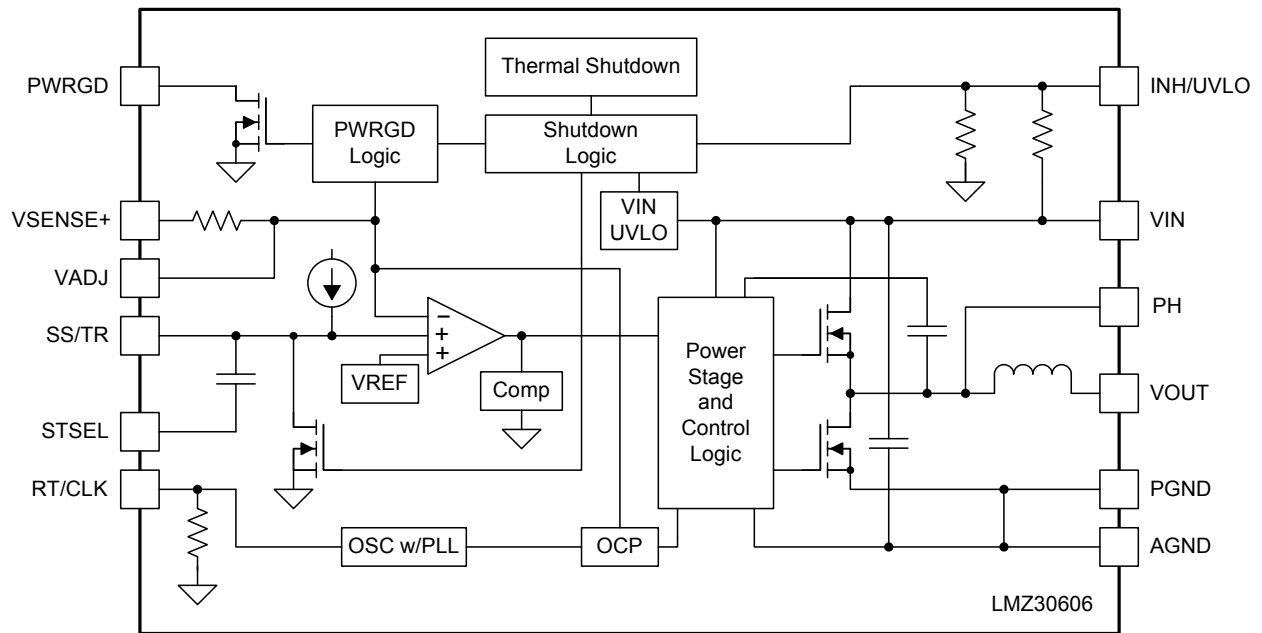 PWRGD
Thermal Shutdown
INH/UVLO
PWRGD
Logic
Shutdown
Logic
VSENSE+
VIN
UVLO
VIN
VADJ
PH
SS/TR
−
+
+
VREF
Comp
Power
Stage
and
Control
Logic
VOUT
STSEL
RT/CLK
PGND
OSC w/PLL
OCP
AGND
LMZ30606